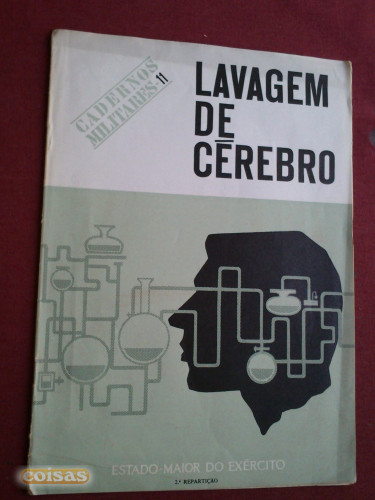 CADERNOS
MILITARES 11
LAVAGEM
DE
CÉREBRO
ESTADO-MAIOR DO EXÉRCITO
2.ª REPARTIÇÃO
coisas